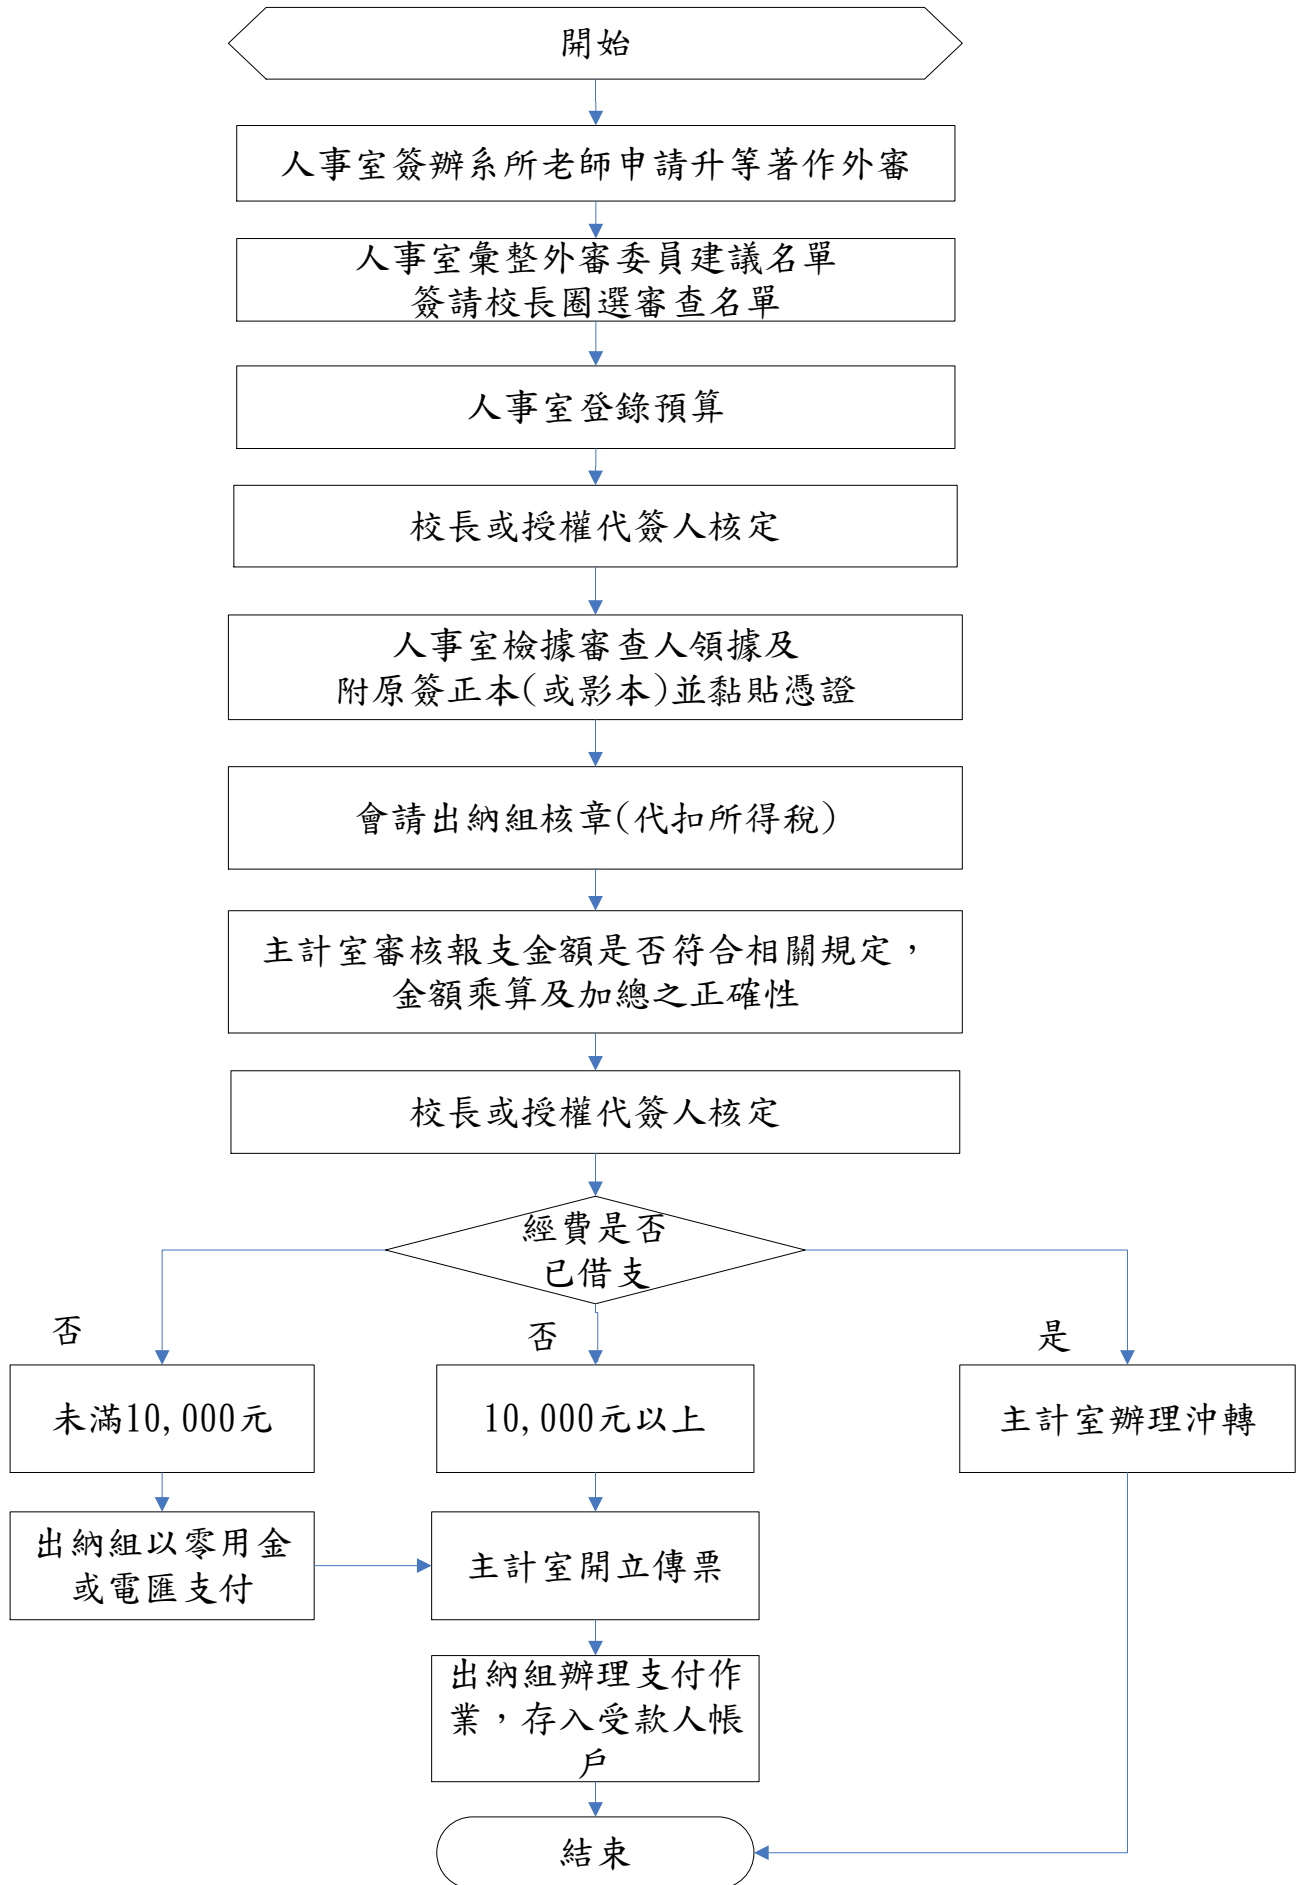 開始
人事室簽辦系所老師申請升等著作外審
人事室彙整外審委員建議名單
簽請校長圈選審查名單
人事室登錄預算
校長或授權代簽人核定
人事室檢據審查人領據及
附原簽正本(或影本)並黏貼憑證
會請出納組核章(代扣所得稅)
主計室審核報支金額是否符合相關規定，
金額乘算及加總之正確性
校長或授權代簽人核定
經費是否
已借支
否
否
是
未滿10,000元
10,000元以上
主計室辦理沖轉
出納組以零用金
或電匯支付
主計室開立傳票
出納組辦理支付作
業，存入受款人帳
戶
結束